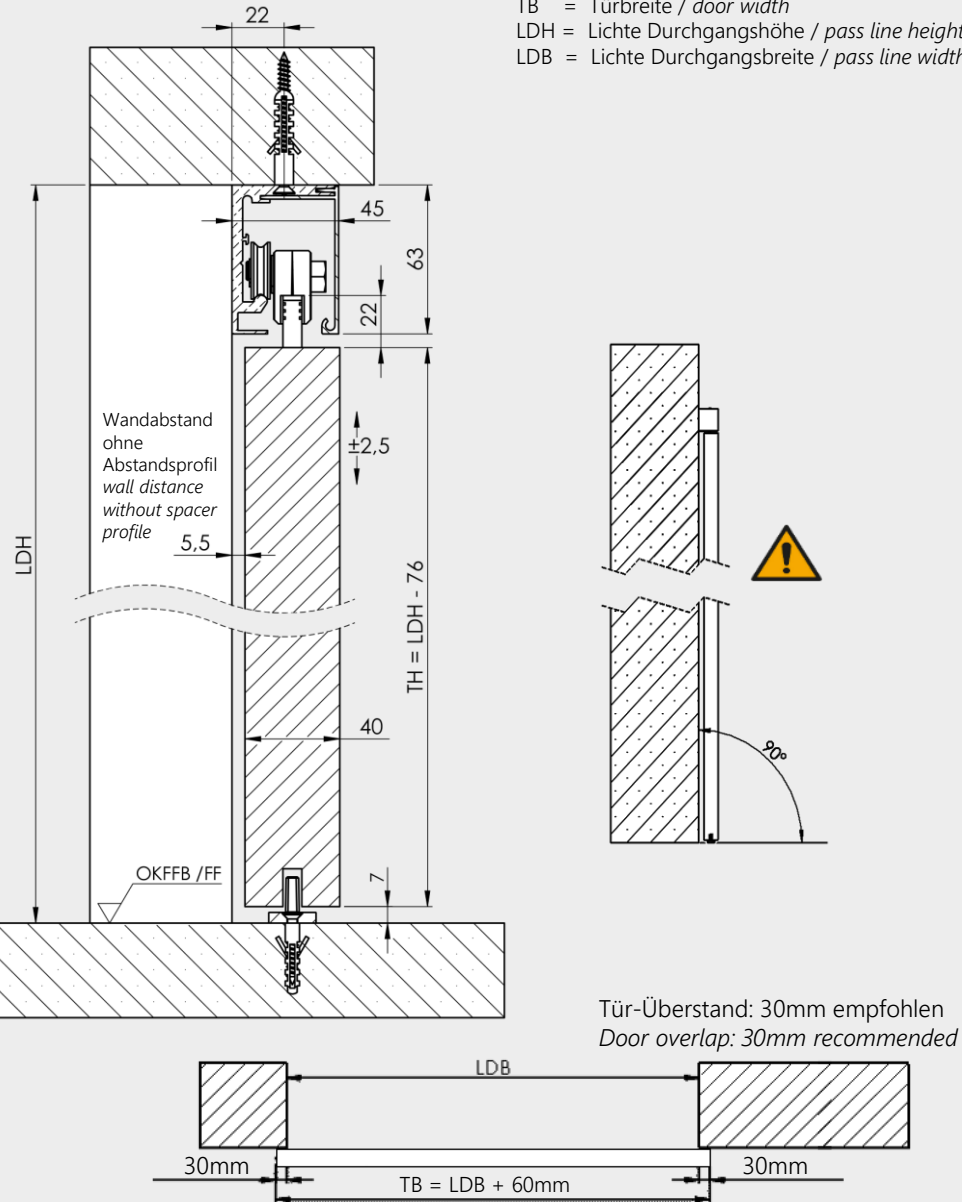 TB = Türbreite / door width
LDH = Lichte Durchgangshöhe / pass line height
LDB = Lichte Durchgangsbreite / pass line width
22
45
63
22
Wandabstand
ohne
Abstandsprofil
wall distance
without spacer
profile
±2,5
5,5
LDH
TH = LDH - 76
40
90°
OKFFB /FF
7
Tür-Überstand: 30mm empfohlen
Door overlap: 30mm recommended
LDB
30mm
30mm
TB = LDB + 60mm